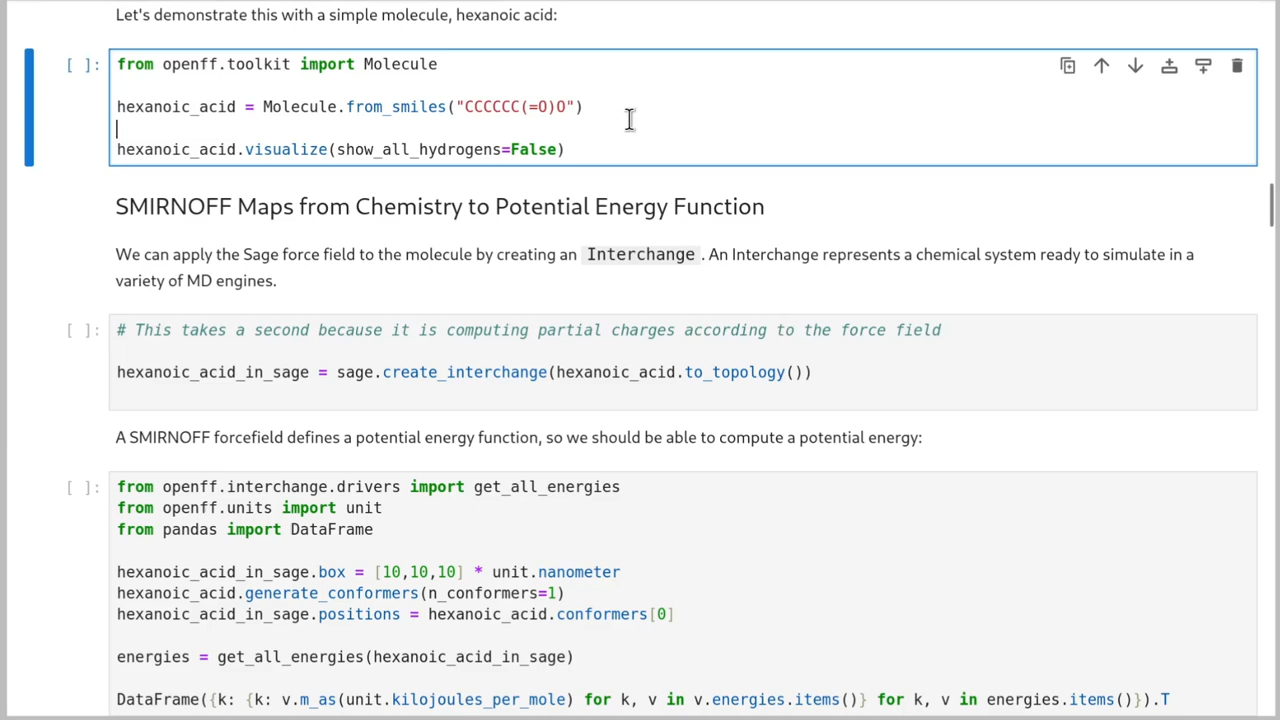 Let's demonstrate this with a simple molecule, hexanoic acid:
[ ]:
from openff.toolkit import Molecule
hexanoic_acid = Molecule.from_smiles("CCCCCC(=O)O")
hexanoic_acid.visualize(show_all_hydrogens=False)
SMIRNOFF Maps from Chemistry to Potential Energy Function
We can apply the Sage force field to the molecule by creating an Interchange. An Interchange represents a chemical system ready to simulate in a
variety of MD engines.
[ ]:
# This takes a second because it is computing partial charges according to the force field
hexanoic_acid_in_sage = sage.create_interchange(hexanoic_acid.to_topology())
A SMIRNOFF forcefield defines a potential energy function, so we should be able to compute a potential energy:
[ ]:
from openff.interchange.drivers import get_all_energies
from openff.units import unit
from pandas import DataFrame
hexanoic_acid_in_sage.box = [10,10,10] * unit.nanometer
hexanoic_acid.generate_conformers(n_conformers=1)
hexanoic_acid_in_sage.positions = hexanoic_acid.conformers[0]
energies = get_all_energies(hexanoic_acid_in_sage)
DataFrame({k: {k: v.m_as(unit.kilojoules_per_mole) for k, v in v.energies.items()} for k, v in energies.items()}).T